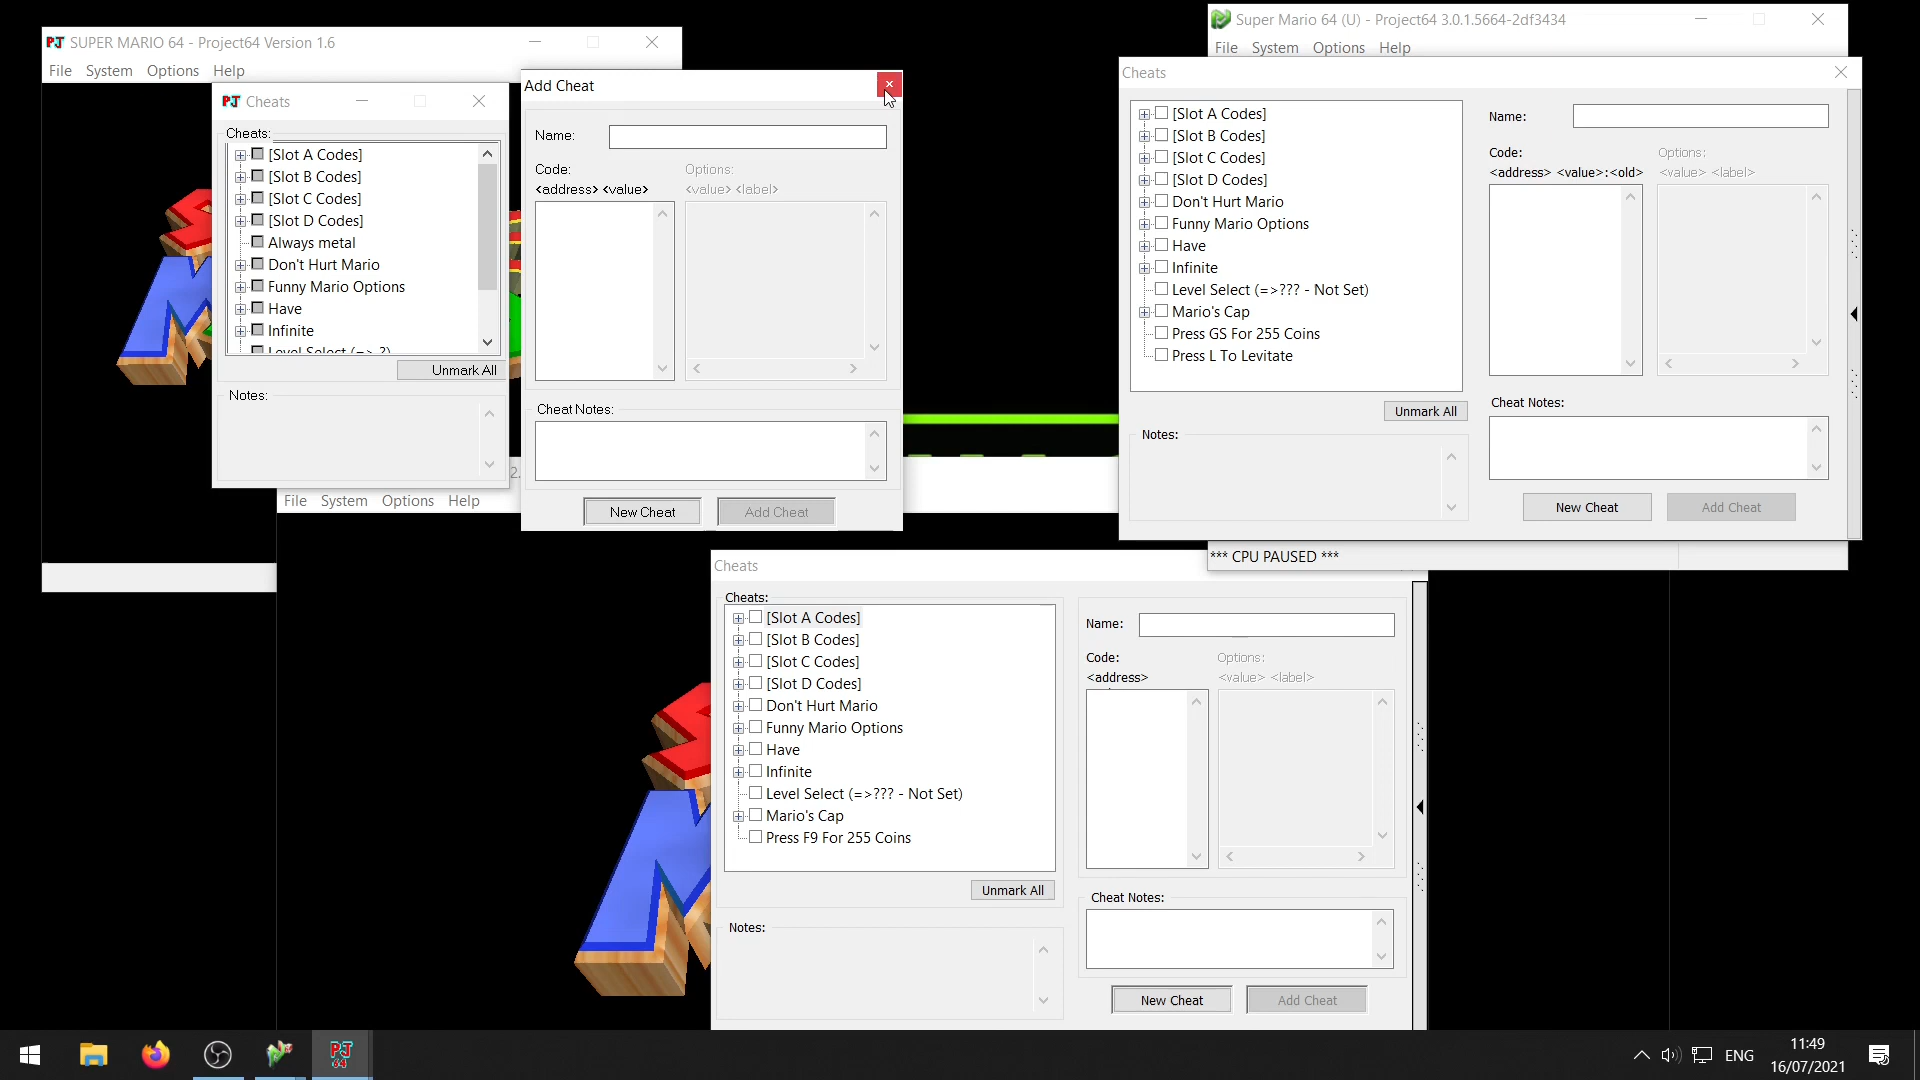 SUPER MARIO 64 - Project64 Version 1.6
File System Options Help
Cheats
Cheats:
[Slot A Codes]
[Slot B Codes]
[Slot C Codes]
[Slot D Codes]
Always metal
Don't Hurt Mario
Funny Mario Options
Have
Infinite
Level Select (=> ?)
Unmark All
Notes:
Add Cheat
Name:
Code:
Options:
<address> <value>
<value> <label>
Cheat Notes:
New Cheat
Add Cheat
Super Mario 64 (U) - Project64 3.0.1.5664-2df3434
File System Options Help
Cheats
[Slot A Codes]
[Slot B Codes]
[Slot C Codes]
[Slot D Codes]
Don't Hurt Mario
Funny Mario Options
Have
Infinite
Level Select (=>??? - Not Set)
Mario's Cap
Press GS For 255 Coins
Press L To Levitate
Unmark All
Notes:
Name:
Code:
Options:
<address> <value>:<old>
<value> <label>
Cheat Notes:
New Cheat
Add Cheat
*** CPU PAUSED ***
2.
File System Options Help
Cheats
Cheats:
[Slot A Codes]
[Slot B Codes]
[Slot C Codes]
[Slot D Codes]
Don't Hurt Mario
Funny Mario Options
Have
Infinite
Level Select (=>??? - Not Set)
Mario's Cap
Press F9 For 255 Coins
Unmark All
Notes:
Name:
Code:
Options:
<address>
<value> <label>
Cheat Notes:
New Cheat
Add Cheat
PJ
64
ENG
11:49
16/07/2021